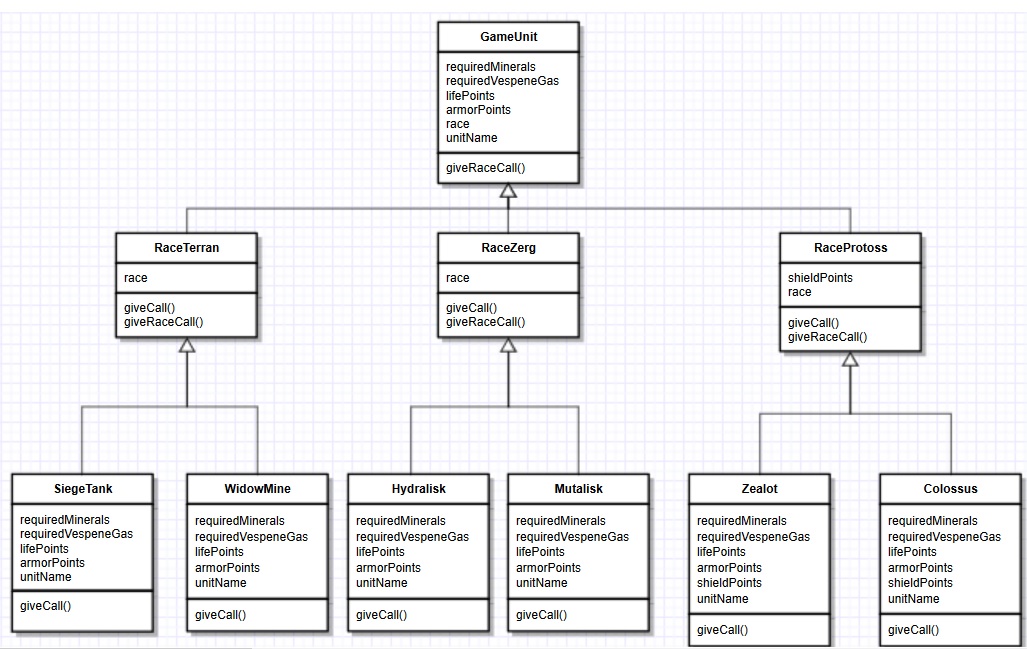 GameUnit
requiredMinerals
requiredVespeneGas
lifePoints
armorPoints
race
unitName
giveRaceCall()
RaceTerran
race
giveCall()
giveRaceCall()
RaceZerg
race
giveCall()
giveRaceCall()
RaceProtoss
shieldPoints
race
giveCall()
giveRaceCall()
SiegeTank
requiredMinerals
requiredVespeneGas
lifePoints
armorPoints
unitName
giveCall()
WidowMine
requiredMinerals
requiredVespeneGas
lifePoints
armorPoints
unitName
giveCall()
Hydralisk
requiredMinerals
requiredVespeneGas
lifePoints
armorPoints
unitName
giveCall()
Mutalisk
requiredMinerals
requiredVespeneGas
lifePoints
armorPoints
unitName
giveCall()
Zealot
requiredMinerals
requiredVespeneGas
lifePoints
armorPoints
shieldPoints
unitName
giveCall()
Colossus
requiredMinerals
requiredVespeneGas
lifePoints
armorPoints
shieldPoints
unitName
giveCall()